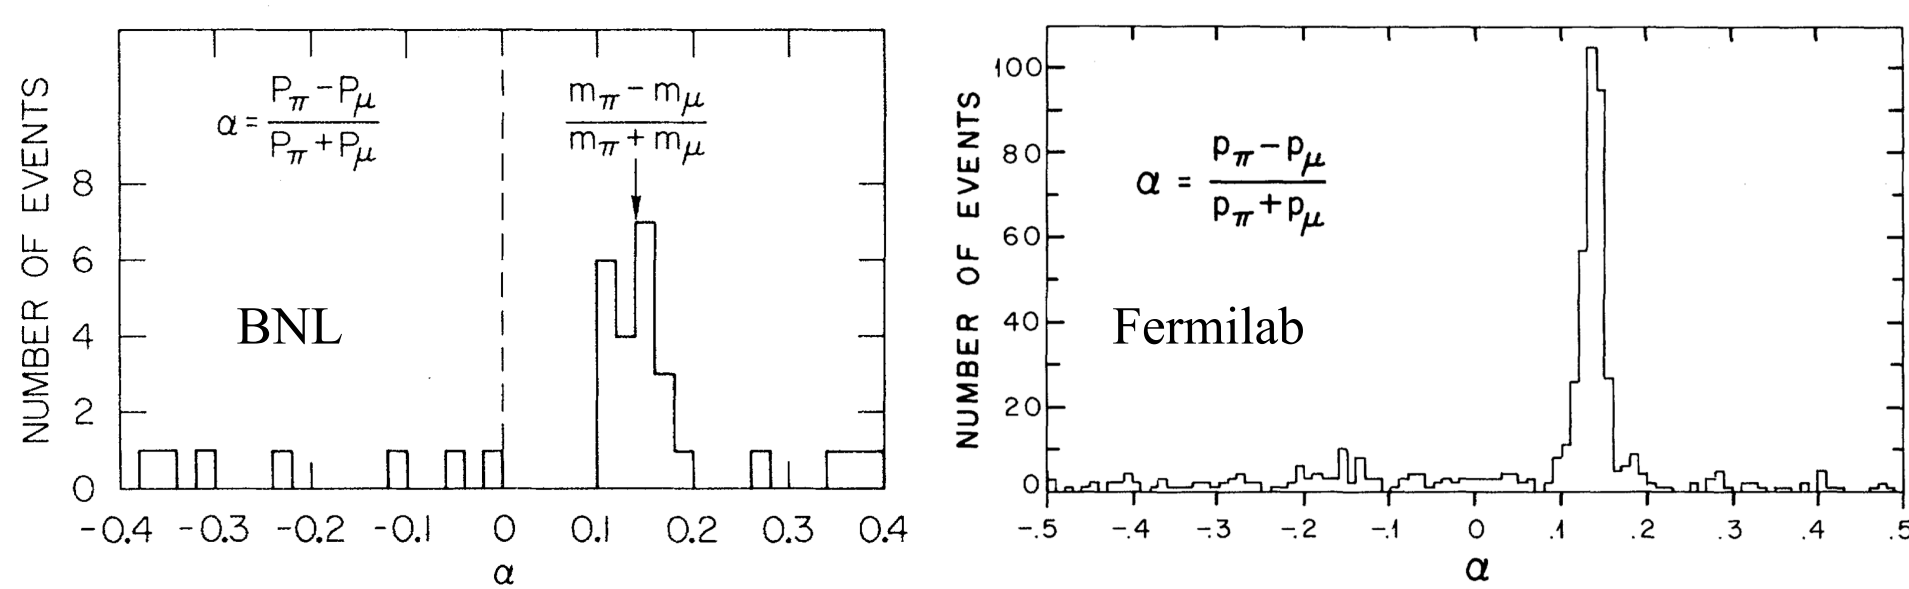 NUMBER OF EVENTS
8
6
4
2
0
α = (Pπ − Pμ) / (Pπ + Pμ)
(mπ − mμ) / (mπ + mμ)
BNL
-0.4 -0.3 -0.2 -0.1 0 0.1 0.2 0.3 0.4
α
NUMBER OF EVENTS
100
80
60
40
20
0
α = (pπ − pμ) / (pπ + pμ)
Fermilab
-.5 -.4 -.3 -.2 -.1 0 .1 .2 .3 .4 .5
α